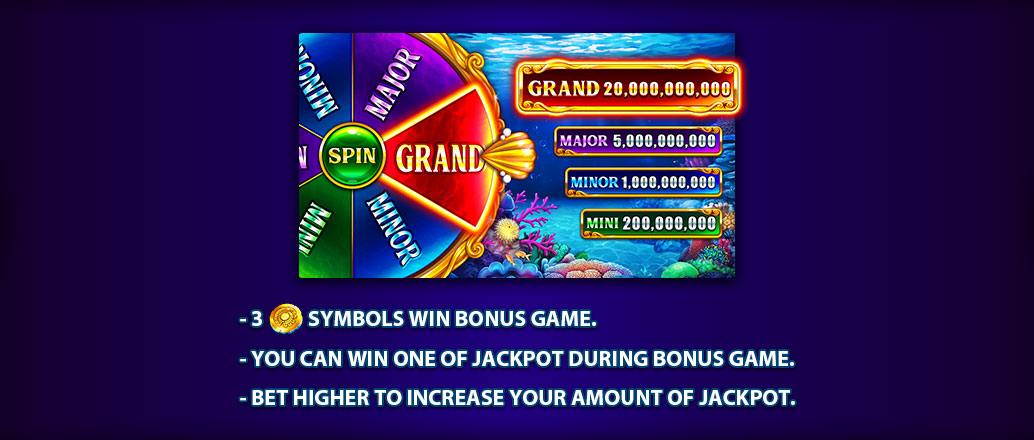 MINOR
MAJOR
GRAND 20,000,000,000
MAJOR 5,000,000,000
SPIN
GRAND
MINOR 1,000,000,000
MINI
MINOR
MINI 200,000,000
- 3 SYMBOLS WIN BONUS GAME.
- YOU CAN WIN ONE OF JACKPOT DURING BONUS GAME.
- BET HIGHER TO INCREASE YOUR AMOUNT OF JACKPOT.